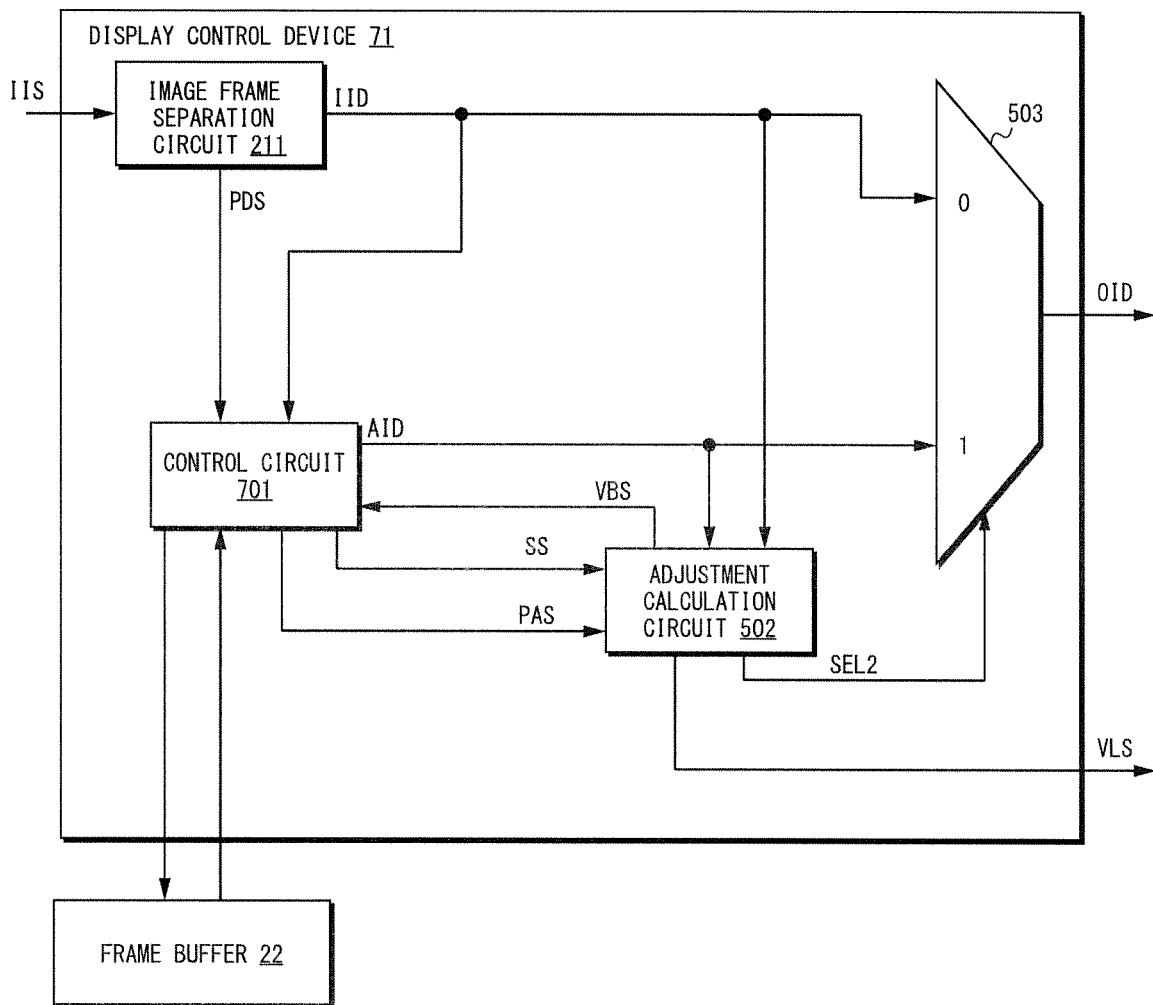 DISPLAY CONTROL DEVICE 71
IIS
IMAGE FRAME
SEPARATION
CIRCUIT 211
IID
503
PDS
0
OID
AID
1
CONTROL CIRCUIT
701
VBS
SS
ADJUSTMENT
CALCULATION
CIRCUIT 502
PAS
SEL2
VLS
FRAME BUFFER 22